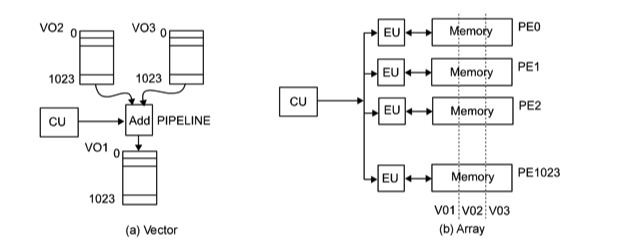 VO2 0
1023
VO3 0
1023
CU
Add PIPELINE
VO1 0
1023
(a) Vector
CU
EU Memory PE0
EU Memory PE1
EU Memory PE2
EU Memory PE1023
V01 V02 V03
(b) Array